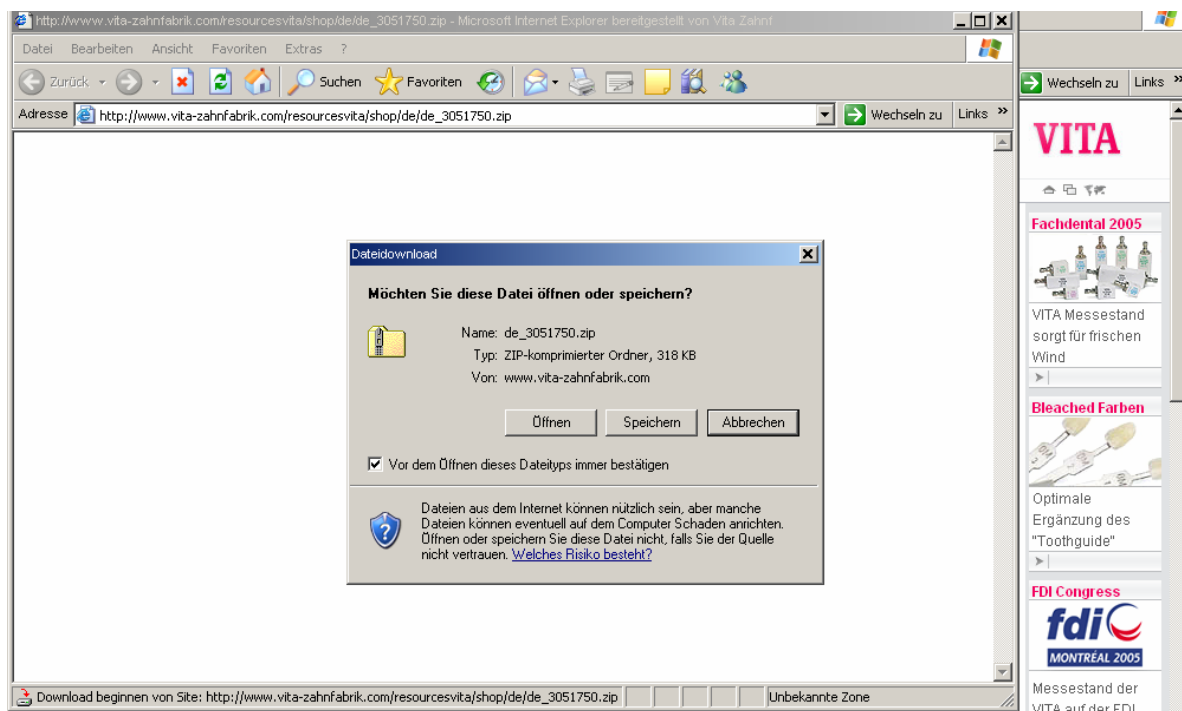 http://www.vita-zahnfabrik.com/resourcesvita/shop/de/de_3051750.zip - Microsoft Internet Explorer bereitgestellt von Vita Zahnf
Datei Bearbeiten Ansicht Favoriten Extras ?
Zurück Suchen Favoriten
Adresse http://www.vita-zahnfabrik.com/resourcesvita/shop/de/de_3051750.zip Wechseln zu Links »
Dateidownload
Möchten Sie diese Datei öffnen oder speichern?
Name: de_3051750.zip
Typ: ZIP-komprimierter Ordner, 318 KB
Von: www.vita-zahnfabrik.com
Öffnen Speichern Abbrechen
Vor dem Öffnen dieses Dateityps immer bestätigen
Dateien aus dem Internet können nützlich sein, aber manche
Dateien können eventuell auf dem Computer Schaden anrichten.
Öffnen oder speichern Sie diese Datei nicht, falls Sie der Quelle
nicht vertrauen. Welches Risiko besteht?
Download beginnen von Site: http://www.vita-zahnfabrik.com/resourcesvita/shop/de/de_3051750.zip Unbekannte Zone
Wechseln zu Links »
VITA
Fachdental 2005
VITA Messestand
sorgt für frischen
Wind
Bleached Farben
Optimale
Ergänzung des
"Toothguide"
FDI Congress
fdi
MONTRÉAL 2005
Messestand der
VITA auf der FDI